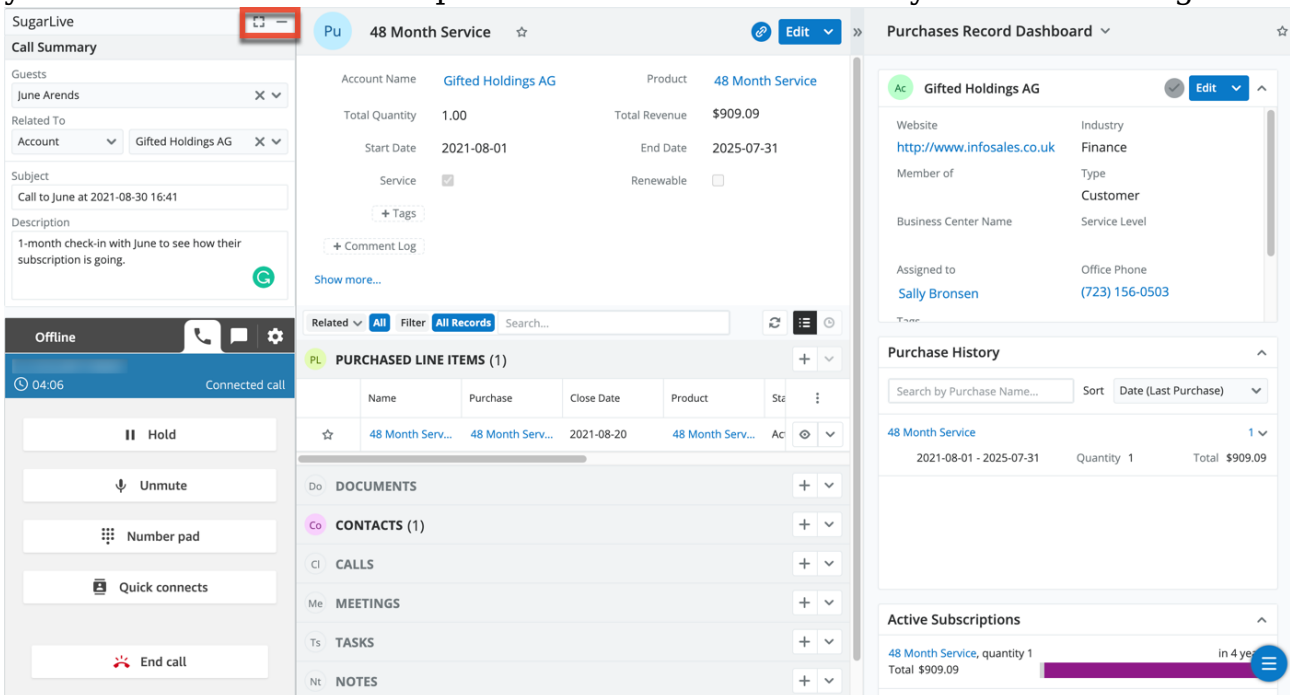 SugarLive
Call Summary
Guests
June Arends
Related To
Account
Gifted Holdings AG
Subject
Call to June at 2021-08-30 16:41
Description
1-month check-in with June to see how their
subscription is going.
Offline
04:06
Connected call
Hold
Unmute
Number pad
Quick connects
End call
Pu
48 Month Service
Edit
Account Name
Gifted Holdings AG
Product
48 Month Service
Total Quantity
1.00
Total Revenue
$909.09
Start Date
2021-08-01
End Date
2025-07-31
Service
Renewable
+ Tags
+ Comment Log
Show more...
Related
All
Filter
All Records
Search...
PL
PURCHASED LINE ITEMS (1)
Name
Purchase
Close Date
Product
Sta
48 Month Serv...
48 Month Serv...
2021-08-20
48 Month Serv...
Ac
Do
DOCUMENTS
Co
CONTACTS (1)
Cl
CALLS
Me
MEETINGS
Ts
TASKS
Nt
NOTES
Purchases Record Dashboard
Ac
Gifted Holdings AG
Edit
Website
http://www.infosales.co.uk
Industry
Finance
Member of
Type
Customer
Business Center Name
Service Level
Assigned to
Sally Bronsen
Office Phone
(723) 156-0503
Tags
Purchase History
Search by Purchase Name...
Sort
Date (Last Purchase)
48 Month Service
1
2021-08-01 - 2025-07-31
Quantity 1
Total $909.09
Active Subscriptions
48 Month Service, quantity 1
in 4 ye
Total $909.09